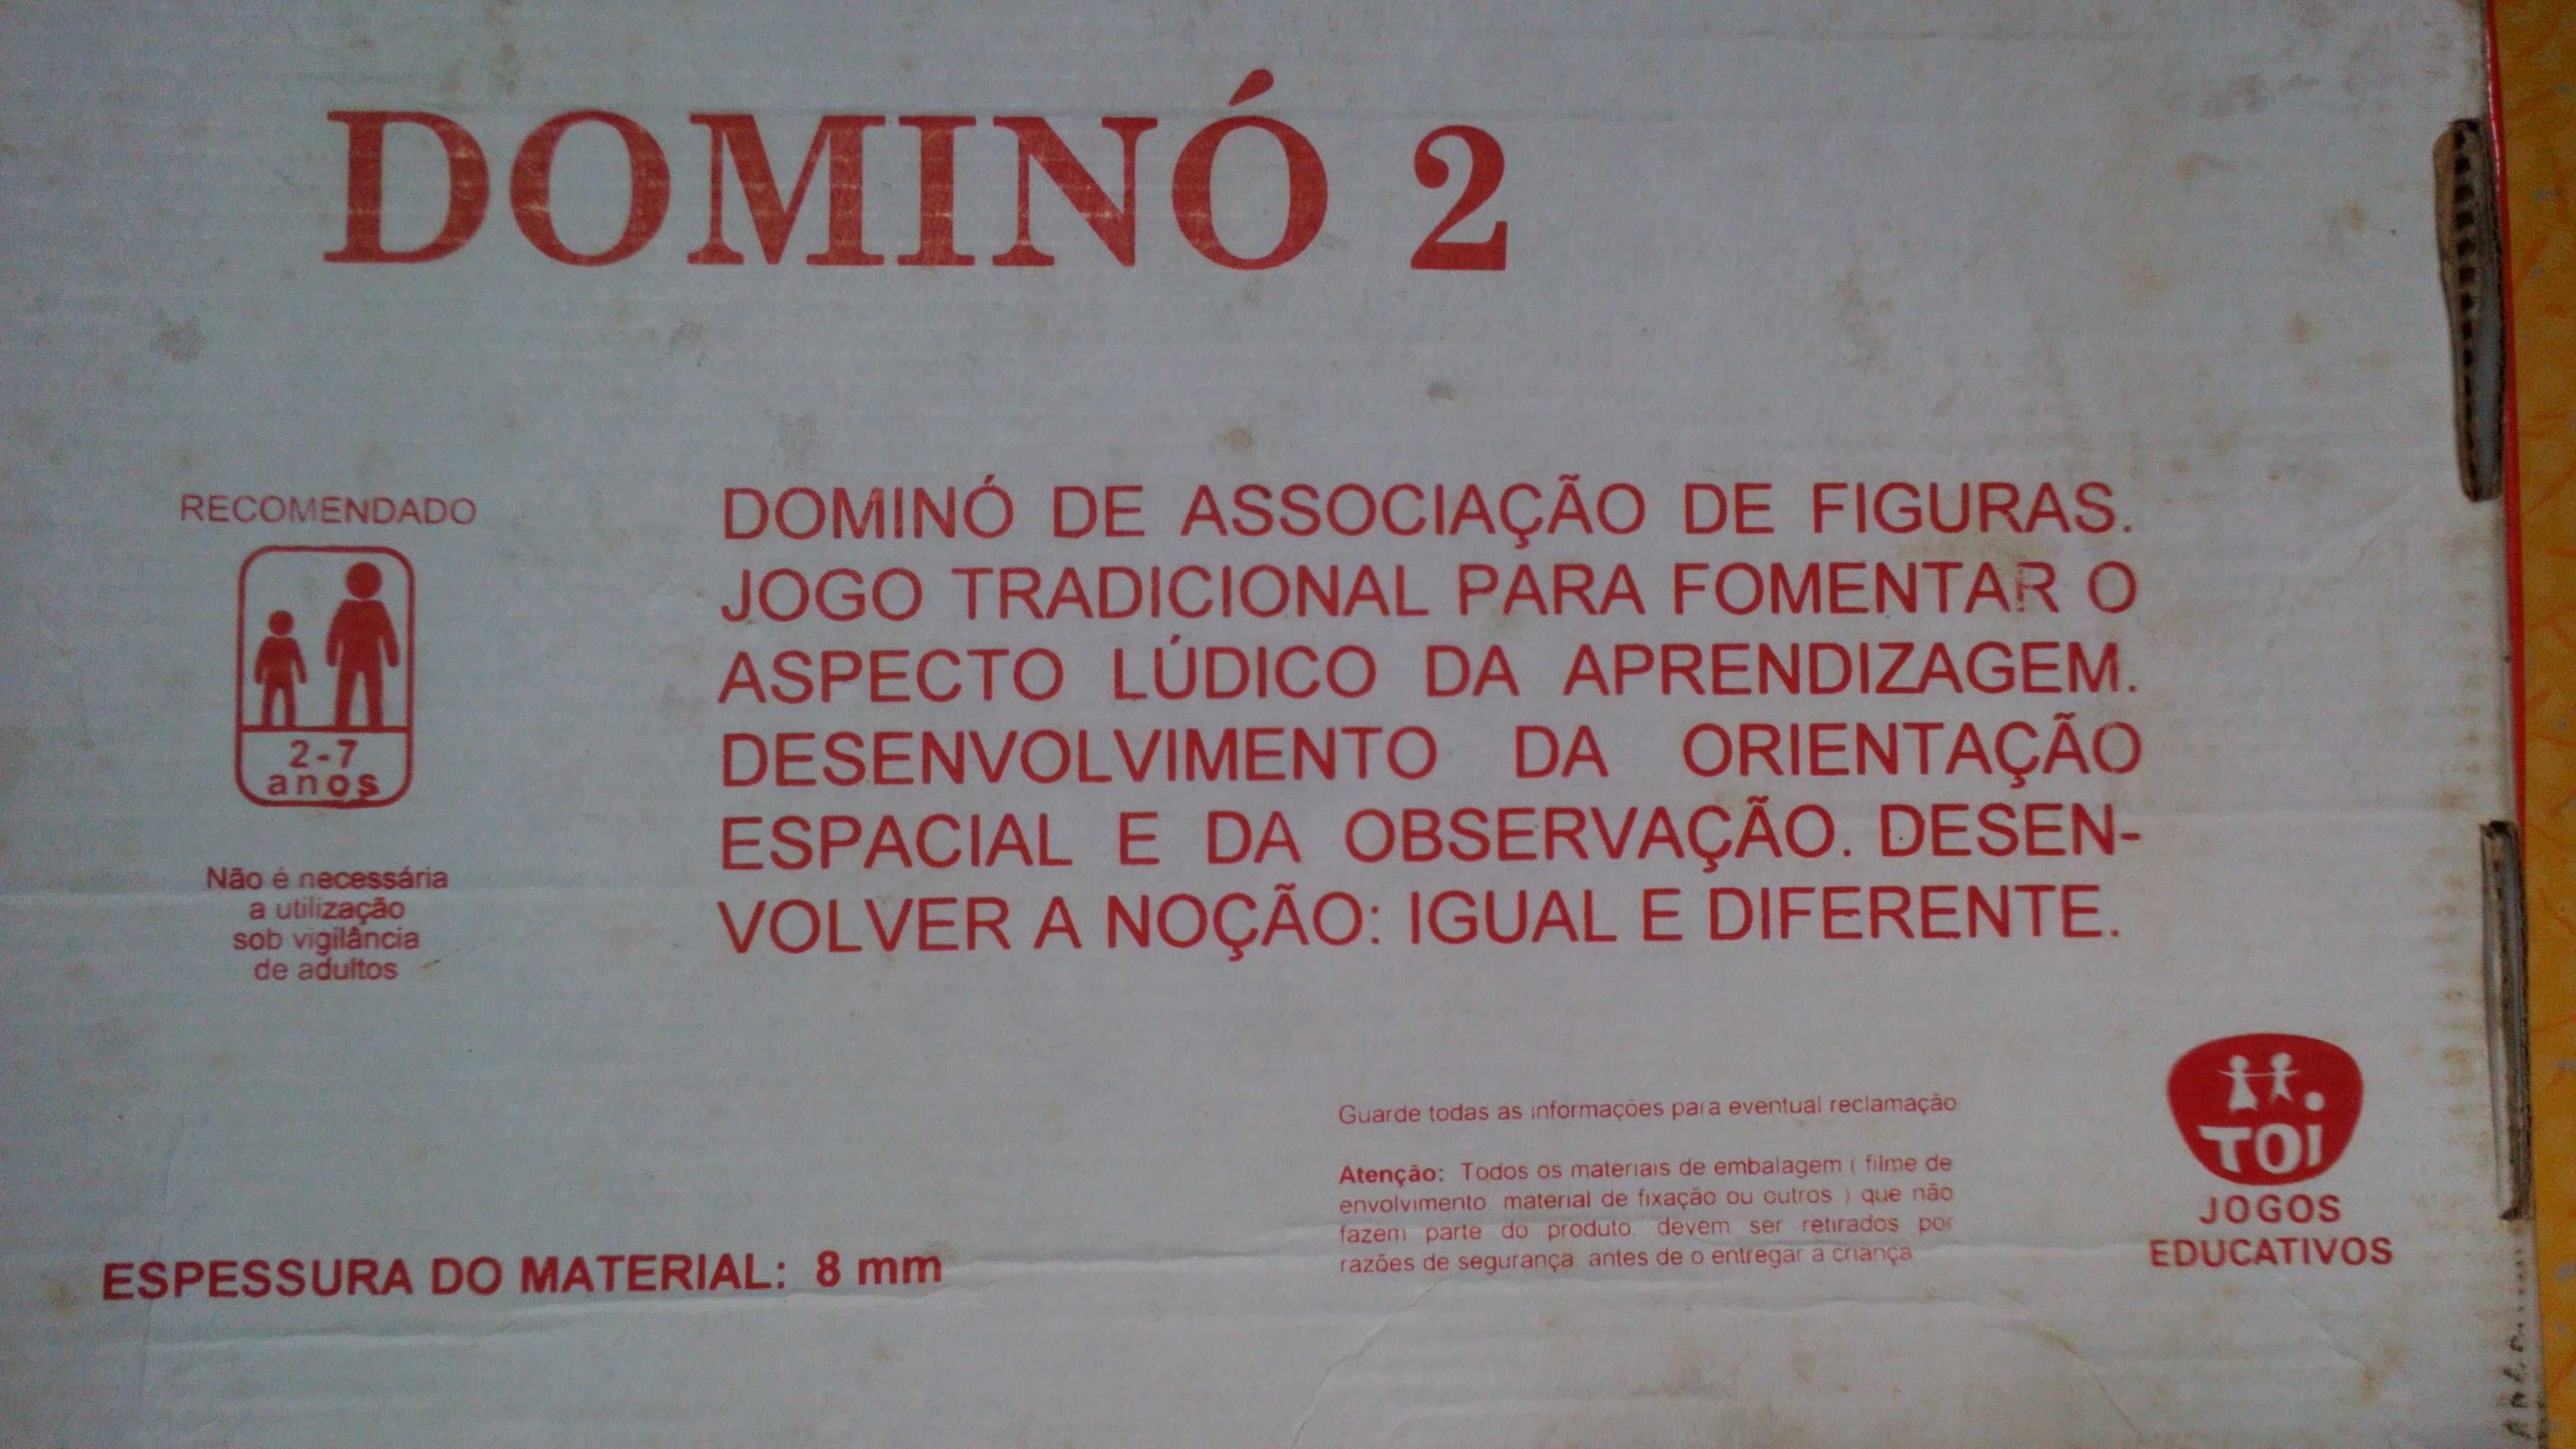 DOMINÓ 2
RECOMENDADO
2-7
anos
Não é necessária
a utilização
sob vigilância
de adultos
DOMINÓ DE ASSOCIAÇÃO DE FIGURAS.
JOGO TRADICIONAL PARA FOMENTAR O
ASPECTO LÚDICO DA APRENDIZAGEM.
DESENVOLVIMENTO DA ORIENTAÇÃO
ESPACIAL E DA OBSERVAÇÃO. DESEN-
VOLVER A NOÇÃO: IGUAL E DIFERENTE.
ESPESSURA DO MATERIAL: 8 mm
Guarde todas as informações para eventual reclamação
Atenção: Todos os materiais de embalagem ( filme de
envolvimento material de fixação ou outros ) que não
fazem parte do produto, devem ser retirados por
razões de segurança, antes de o entregar à criança
TOI
JOGOS
EDUCATIVOS